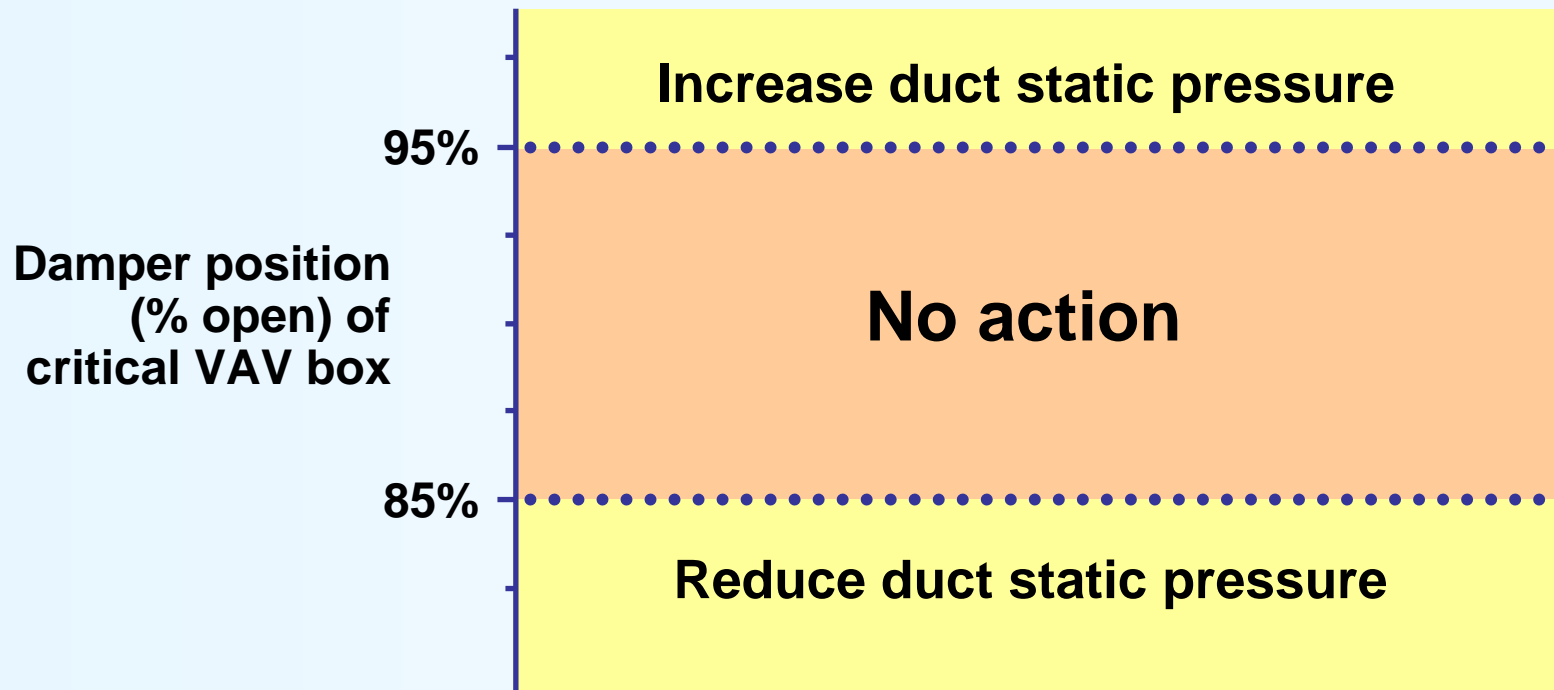 Increase duct static pressure
95%
Damper position
(% open) of
critical VAV box
No action
85%
Reduce duct static pressure